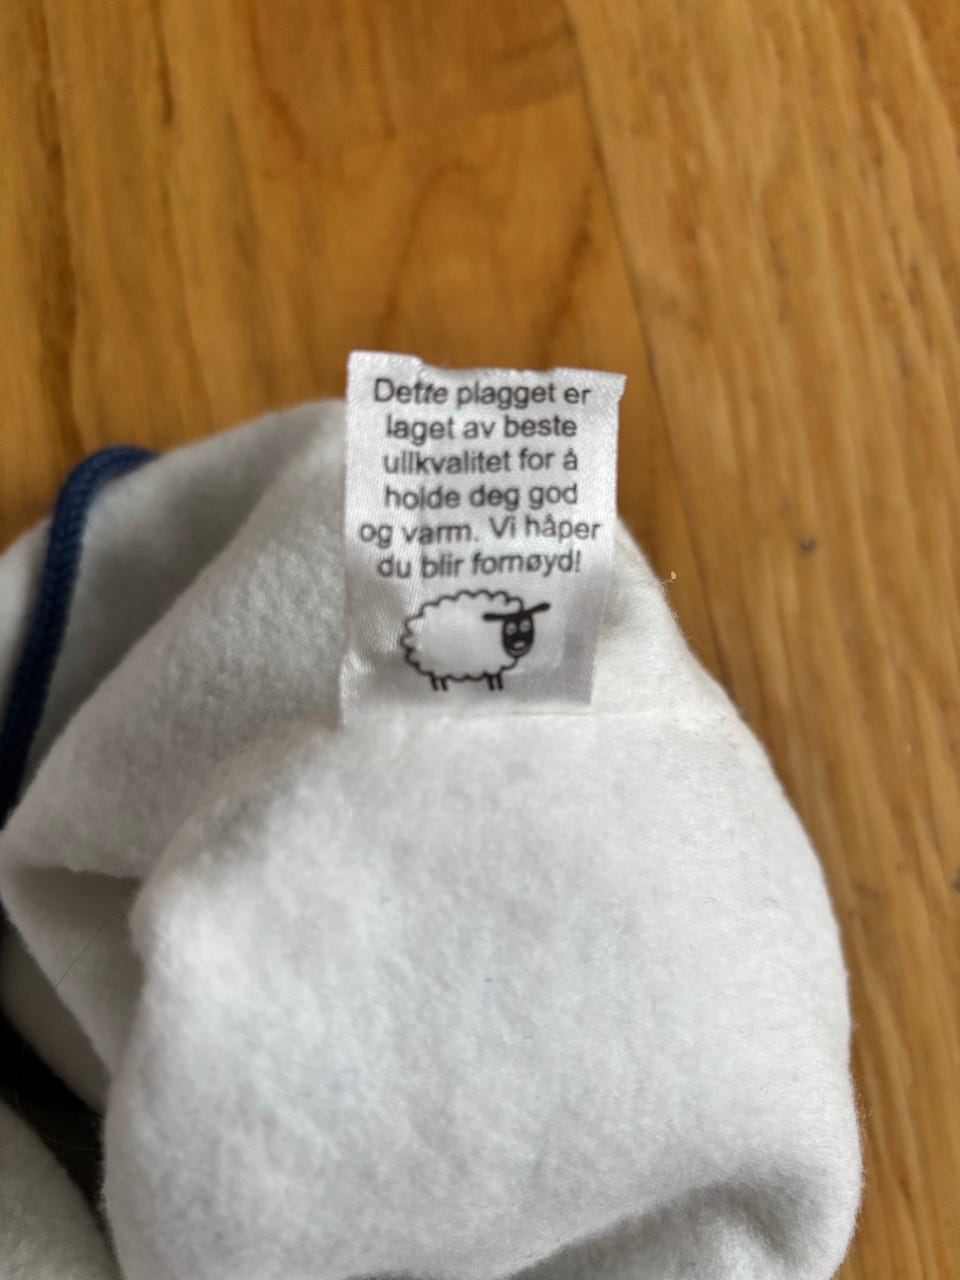 Dette plagget er
laget av beste
ullkvalitet for å
holde deg god
og varm. Vi håper
du blir fornøyd!